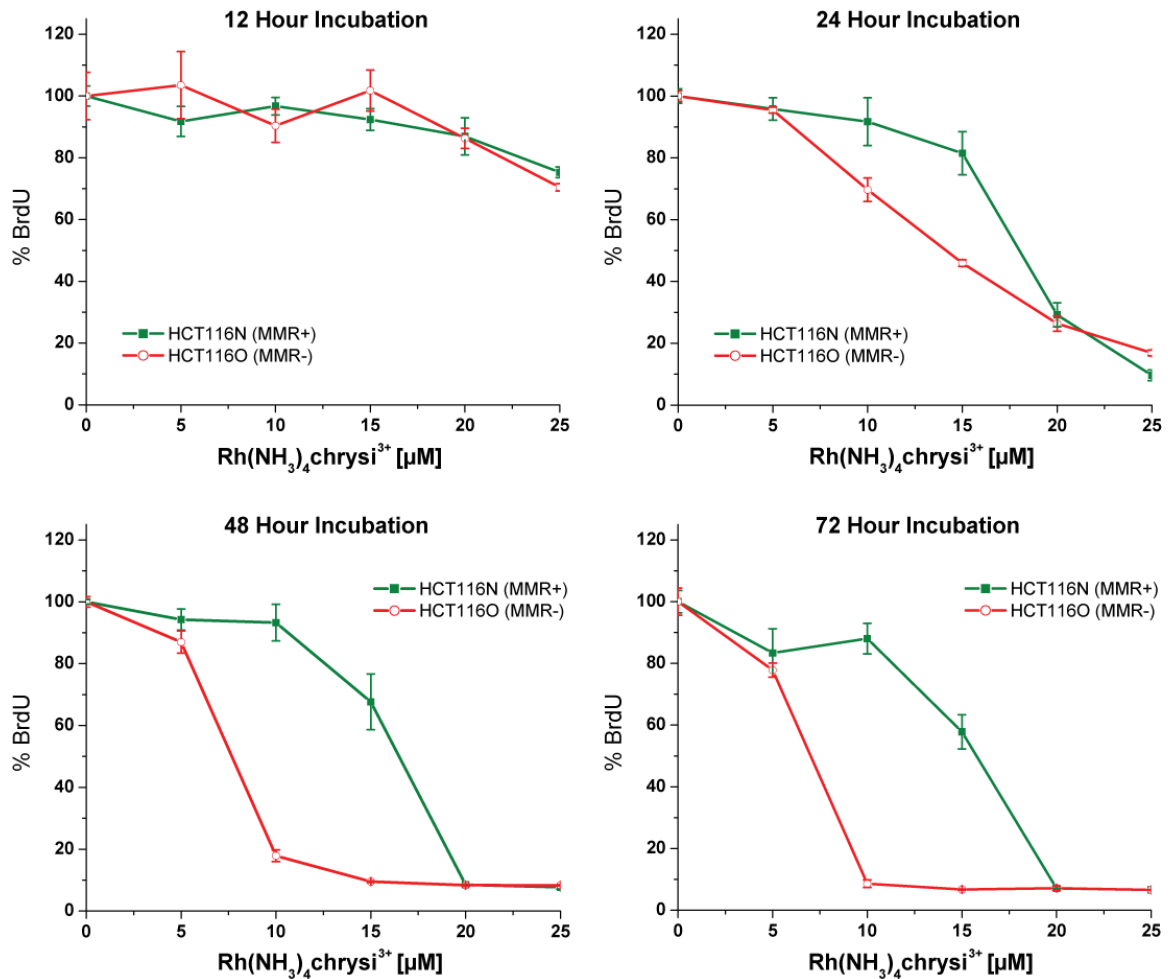 12 Hour Incubation
120
100
80
60
40
20
0
% BrdU
HCT116N (MMR+)
HCT116O (MMR-)
0 5 10 15 20 25
Rh(NH₃)₄chrysi³⁺ [µM]
24 Hour Incubation
120
100
80
60
40
20
0
% BrdU
HCT116N (MMR+)
HCT116O (MMR-)
0 5 10 15 20 25
Rh(NH₃)₄chrysi³⁺ [µM]
48 Hour Incubation
120
100
80
60
40
20
0
% BrdU
HCT116N (MMR+)
HCT116O (MMR-)
0 5 10 15 20 25
Rh(NH₃)₄chrysi³⁺ [µM]
72 Hour Incubation
120
100
80
60
40
20
0
% BrdU
HCT116N (MMR+)
HCT116O (MMR-)
0 5 10 15 20 25
Rh(NH₃)₄chrysi³⁺ [µM]